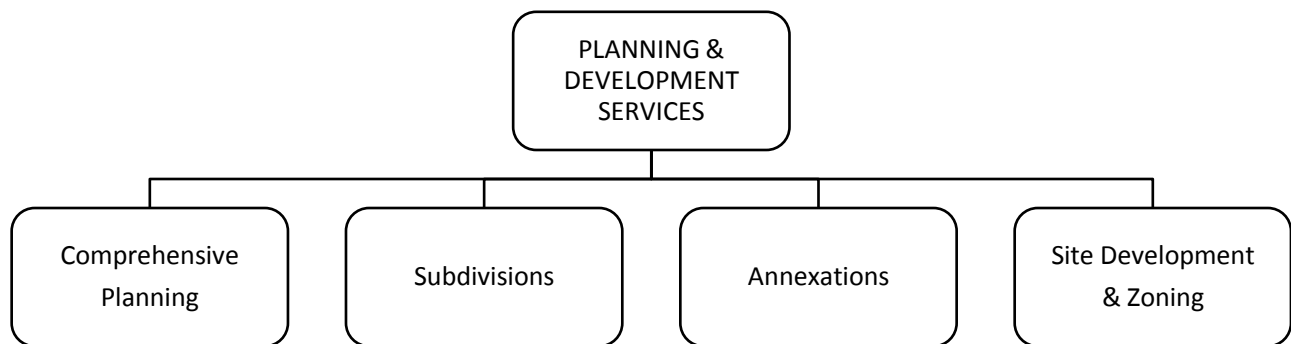 PLANNING &
DEVELOPMENT
SERVICES
Comprehensive
Planning
Subdivisions
Annexations
Site Development
& Zoning